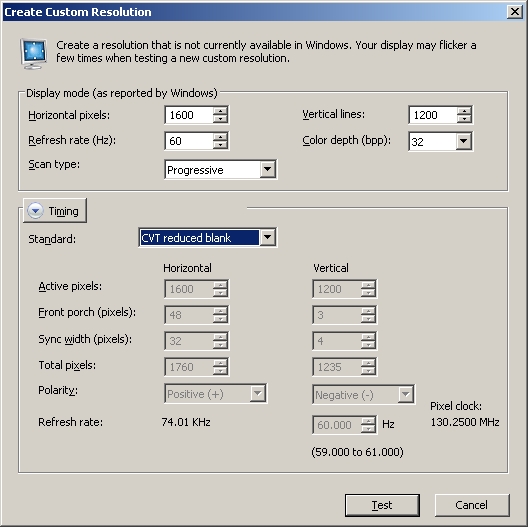 Create Custom Resolution
Create a resolution that is not currently available in Windows. Your display may flicker a
few times when testing a new custom resolution.
Display mode (as reported by Windows)
Horizontal pixels: 1600 Vertical lines: 1200
Refresh rate (Hz): 60 Color depth (bpp): 32
Scan type: Progressive
Timing
Standard: CVT reduced blank
Horizontal Vertical
Active pixels: 1600 1200
Front porch (pixels): 48 3
Sync width (pixels): 32 4
Total pixels: 1760 1235
Polarity: Positive (+) Negative (-)
Pixel clock:
Refresh rate: 74.01 KHz 60.000 Hz 130.2500 MHz
(59.000 to 61.000)
Test Cancel